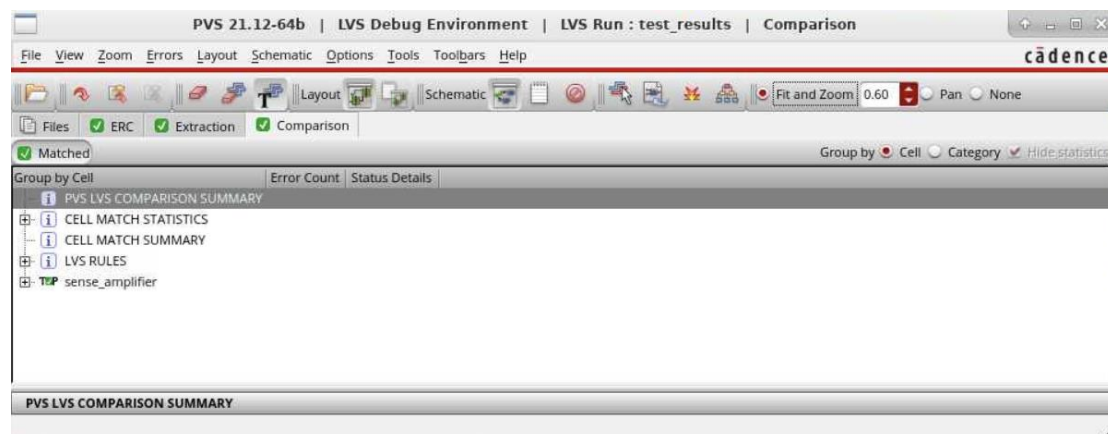 PVS 21.12-64b | LVS Debug Environment | LVS Run : test_results | Comparison
File View Zoom Errors Layout Schematic Options Tools Toolbars Help cādence
Layout Schematic Fit and Zoom 0.60 Pan None
Files ERC Extraction Comparison
Matched Group by Cell Category Hide statistics
Group by Cell Error Count Status Details
i PVS LVS COMPARISON SUMMARY
i CELL MATCH STATISTICS
i CELL MATCH SUMMARY
i LVS RULES
TOP sense_amplifier
PVS LVS COMPARISON SUMMARY